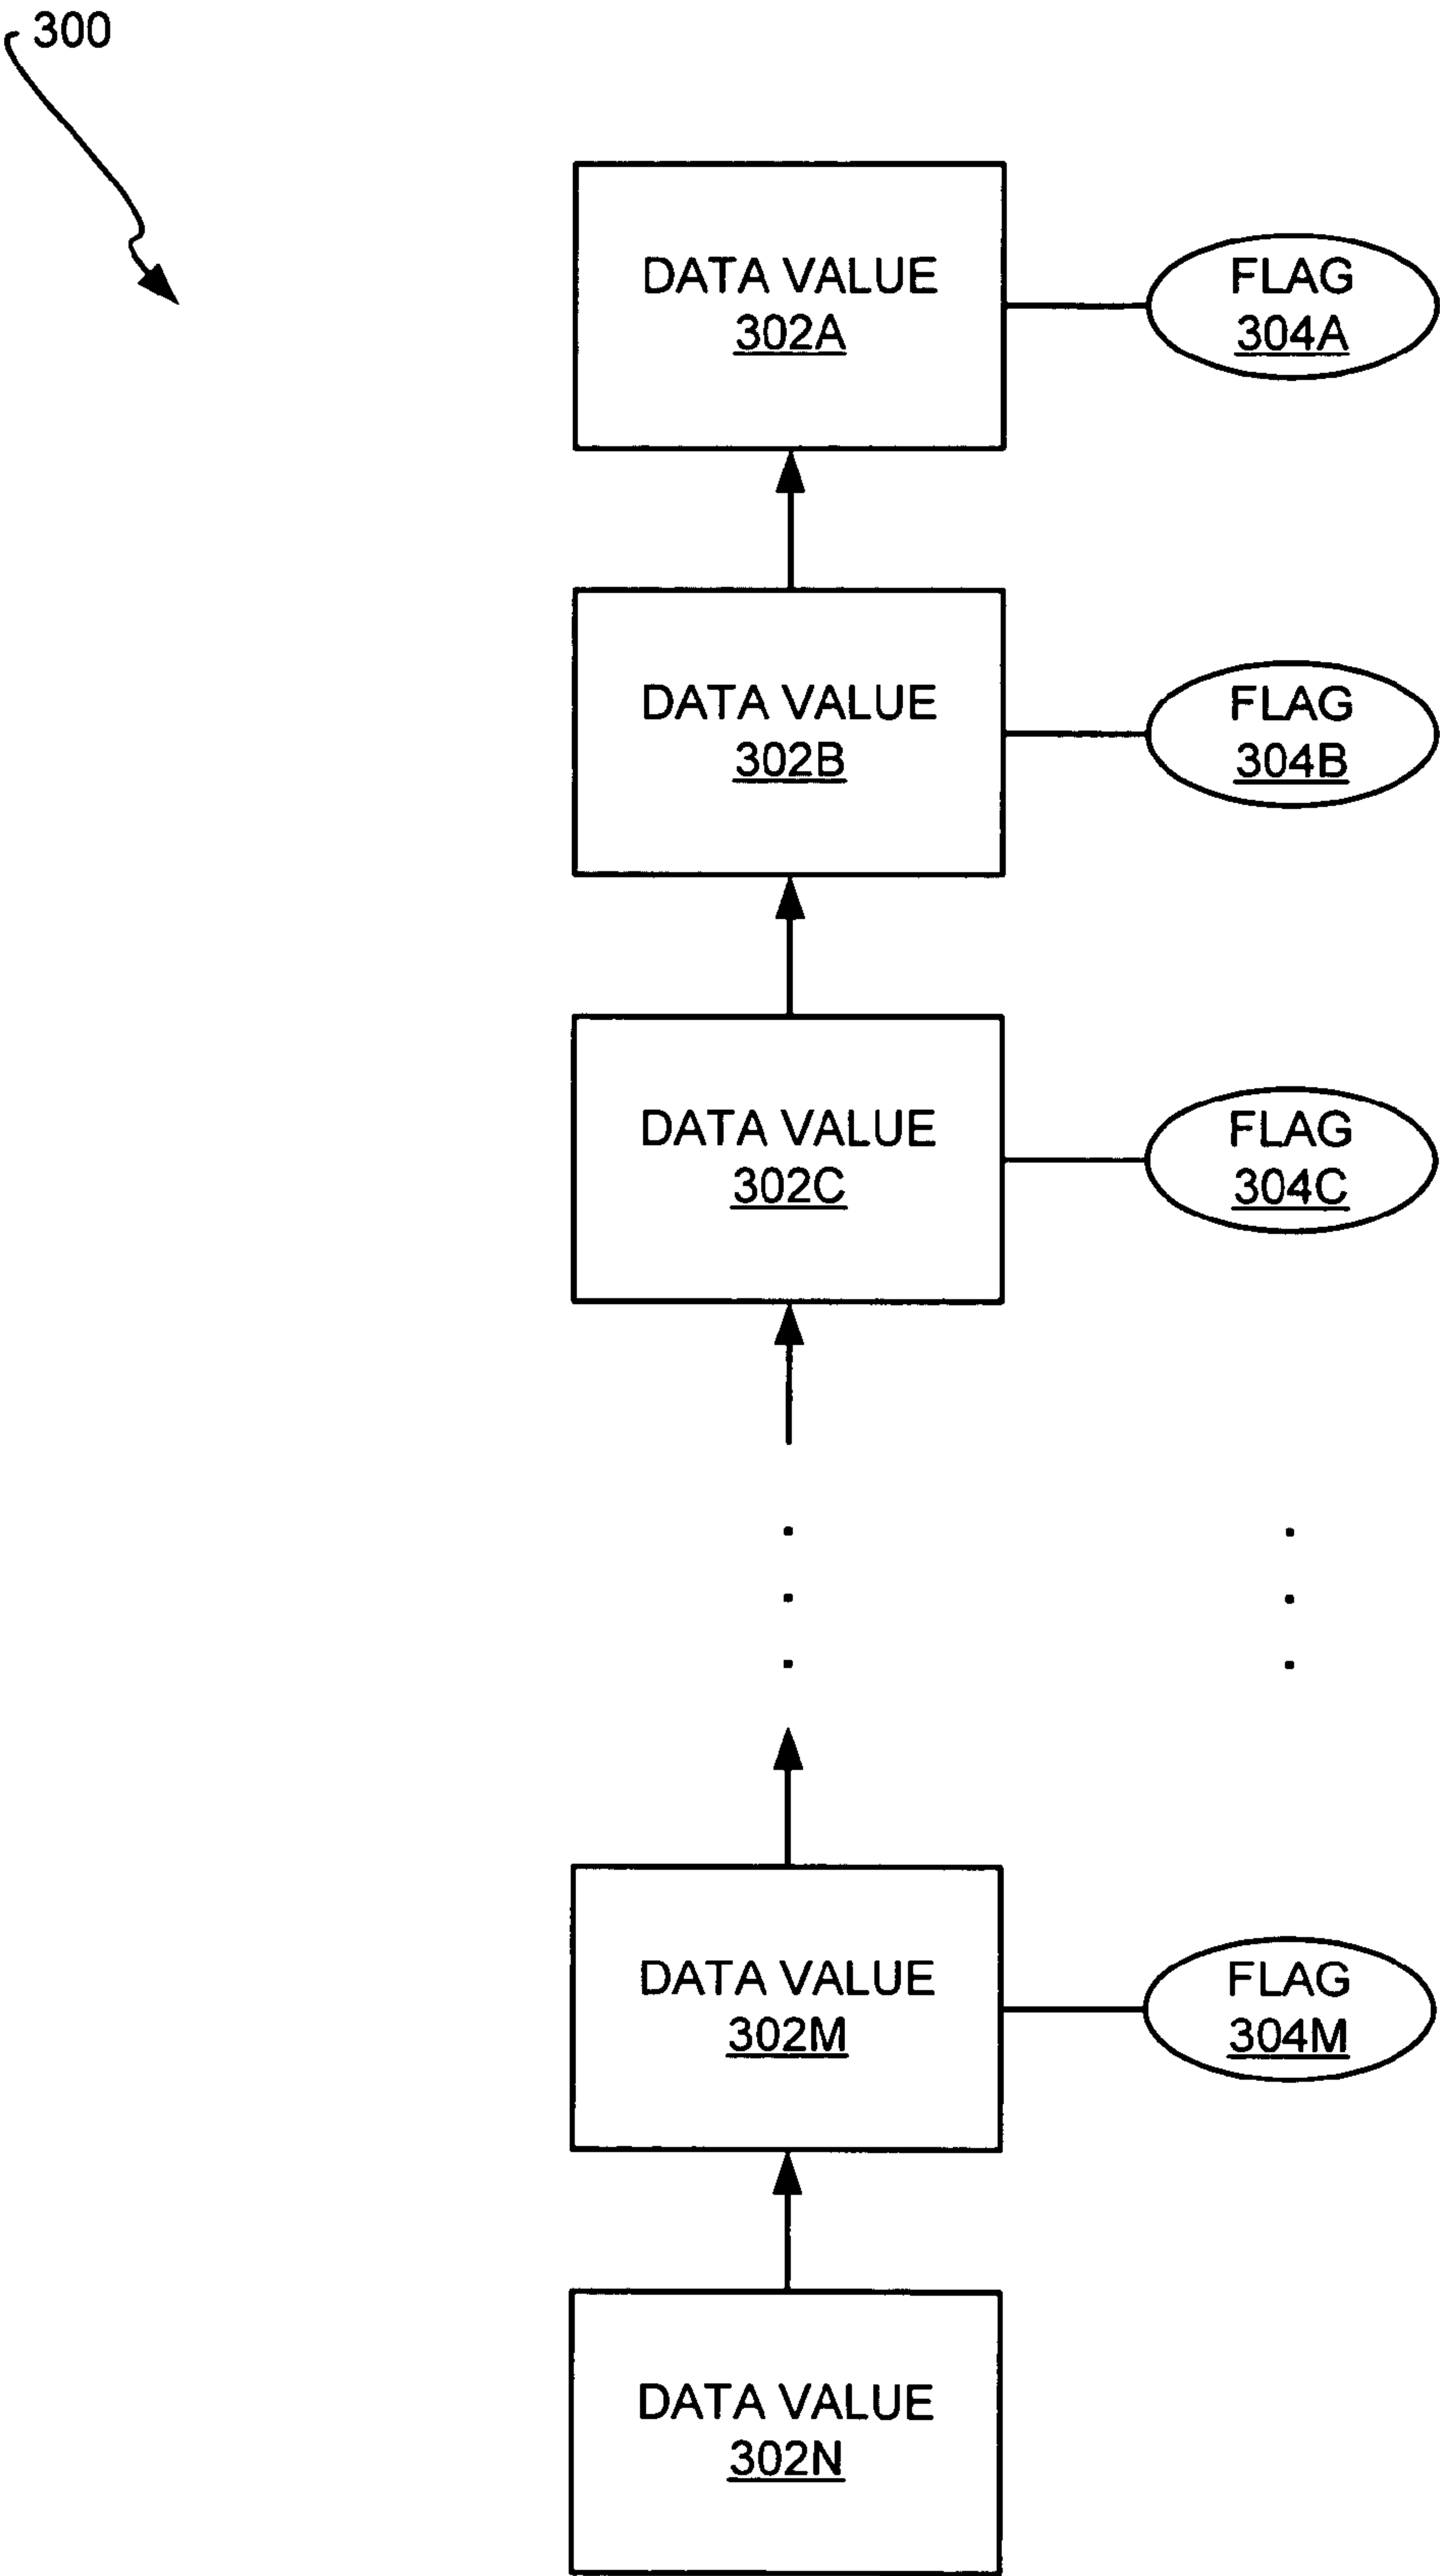 300
DATA VALUE
302A
FLAG
304A
DATA VALUE
302B
FLAG
304B
DATA VALUE
302C
FLAG
304C
DATA VALUE
302M
FLAG
304M
DATA VALUE
302N